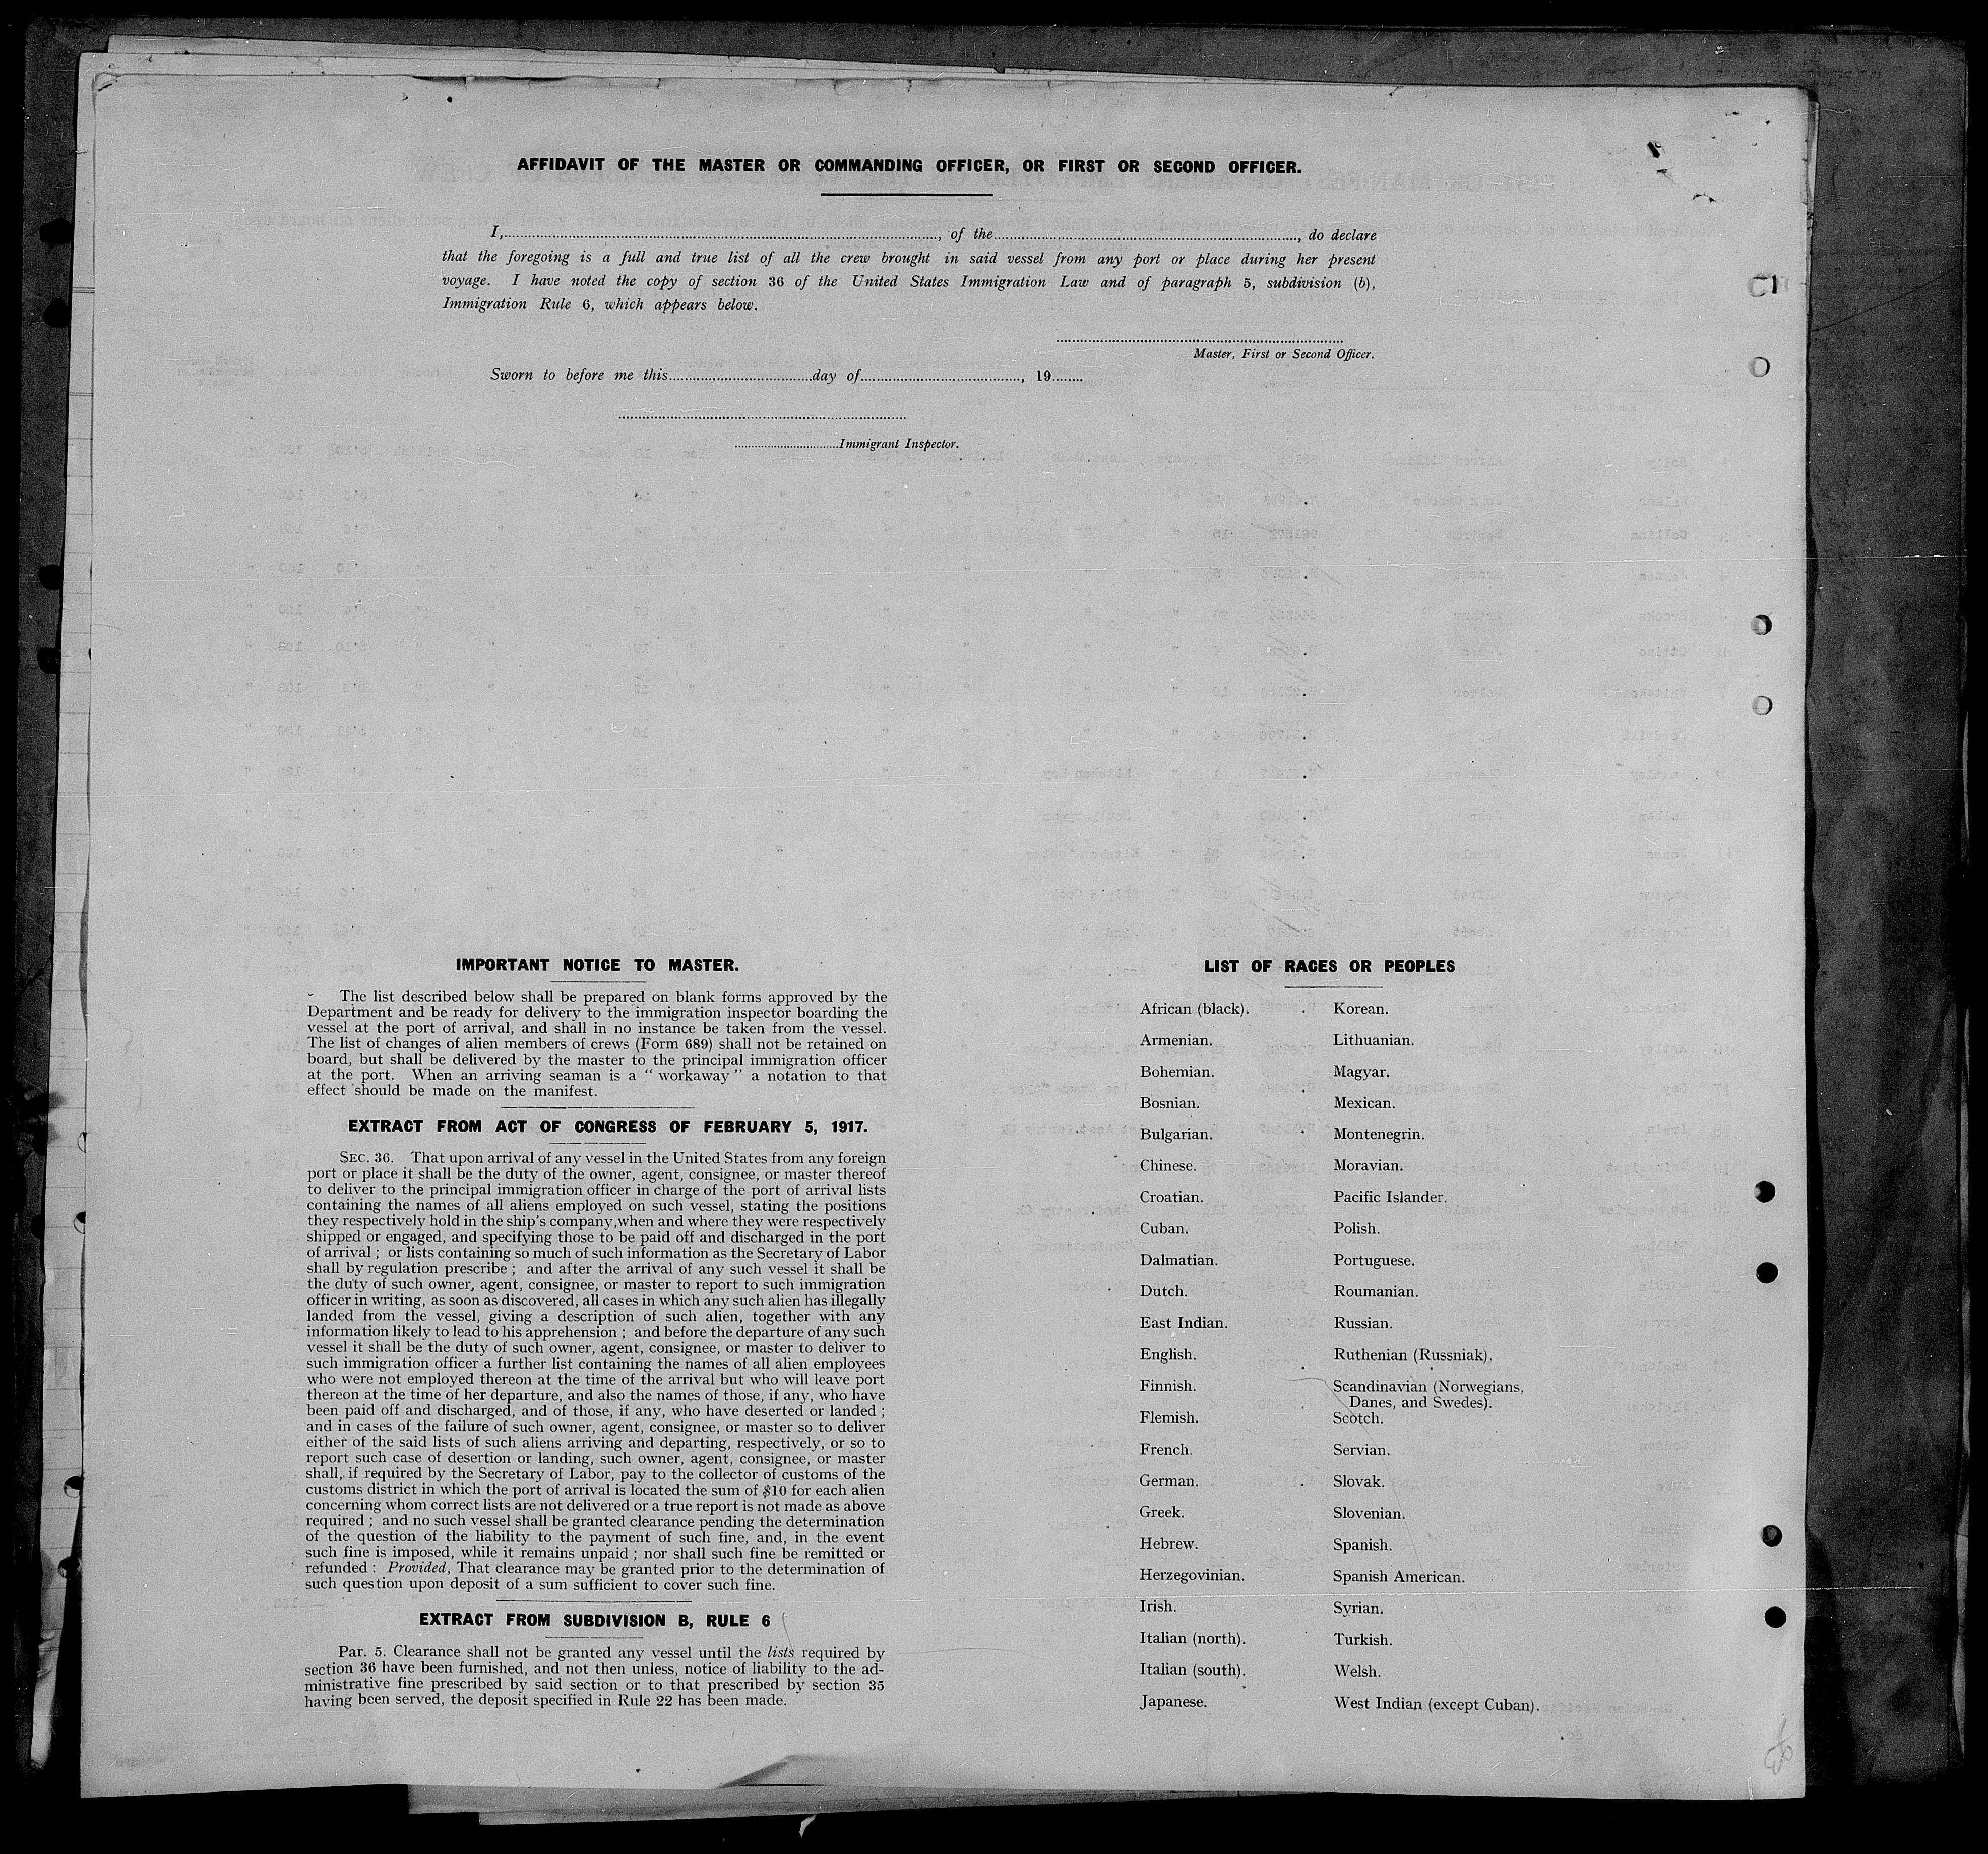 AFFIDAVIT OF THE MASTER OR COMMANDING OFFICER, OR FIRST OR SECOND OFFICER.
I,........................................, of the........................................, do declare
that the foregoing is a full and true list of all the crew brought in said vessel from any port or place during her present
voyage. I have noted the copy of section 36 of the United States Immigration Law and of paragraph 5, subdivision (b),
Immigration Rule 6, which appears below.
Master, First or Second Officer.
Sworn to before me this....................day of...................., 19........
....................Immigrant Inspector.
IMPORTANT NOTICE TO MASTER.
The list described below shall be prepared on blank forms approved by the
Department and be ready for delivery to the immigration inspector boarding the
vessel at the port of arrival, and shall in no instance be taken from the vessel.
The list of changes of alien members of crews (Form 689) shall not be retained on
board, but shall be delivered by the master to the principal immigration officer
at the port. When an arriving seaman is a “ workaway ” a notation to that
effect should be made on the manifest.
EXTRACT FROM ACT OF CONGRESS OF FEBRUARY 5, 1917.
SEC. 36. That upon arrival of any vessel in the United States from any foreign
port or place it shall be the duty of the owner, agent, consignee, or master thereof
to deliver to the principal immigration officer in charge of the port of arrival lists
containing the names of all aliens employed on such vessel, stating the positions
they respectively hold in the ship's company,when and where they were respectively
shipped or engaged, and specifying those to be paid off and discharged in the port
of arrival ; or lists containing so much of such information as the Secretary of Labor
shall by regulation prescribe ; and after the arrival of any such vessel it shall be
the duty of such owner, agent, consignee, or master to report to such immigration
officer in writing, as soon as discovered, all cases in which any such alien has illegally
landed from the vessel, giving a description of such alien, together with any
information likely to lead to his apprehension ; and before the departure of any such
vessel it shall be the duty of such owner, agent, consignee, or master to deliver to
such immigration officer a further list containing the names of all alien employees
who were not employed thereon at the time of the arrival but who will leave port
thereon at the time of her departure, and also the names of those, if any, who have
been paid off and discharged, and of those, if any, who have deserted or landed ;
and in cases of the failure of such owner, agent, consignee, or master so to deliver
either of the said lists of such aliens arriving and departing, respectively, or so to
report such case of desertion or landing, such owner, agent, consignee, or master
shall, if required by the Secretary of Labor, pay to the collector of customs of the
customs district in which the port of arrival is located the sum of $10 for each alien
concerning whom correct lists are not delivered or a true report is not made as above
required ; and no such vessel shall be granted clearance pending the determination
of the question of the liability to the payment of such fine, and, in the event
such fine is imposed, while it remains unpaid ; nor shall such fine be remitted or
refunded : Provided, That clearance may be granted prior to the determination of
such question upon deposit of a sum sufficient to cover such fine.
EXTRACT FROM SUBDIVISION B, RULE 6
Par. 5. Clearance shall not be granted any vessel until the lists required by
section 36 have been furnished, and not then unless, notice of liability to the ad-
ministrative fine prescribed by said section or to that prescribed by section 35
having been served, the deposit specified in Rule 22 has been made.
LIST OF RACES OR PEOPLES
African (black).
Armenian.
Bohemian.
Bosnian.
Bulgarian.
Chinese.
Croatian.
Cuban.
Dalmatian.
Dutch.
East Indian.
English.
Finnish.
Flemish.
French.
German.
Greek.
Hebrew.
Herzegovinian.
Irish.
Italian (north).
Italian (south).
Japanese.
Korean.
Lithuanian.
Magyar.
Mexican.
Montenegrin.
Moravian.
Pacific Islander.
Polish.
Portuguese.
Roumanian.
Russian.
Ruthenian (Russniak).
Scandinavian (Norwegians,
Danes, and Swedes).
Scotch.
Servian.
Slovak.
Slovenian.
Spanish.
Spanish American.
Syrian.
Turkish.
Welsh.
West Indian (except Cuban).